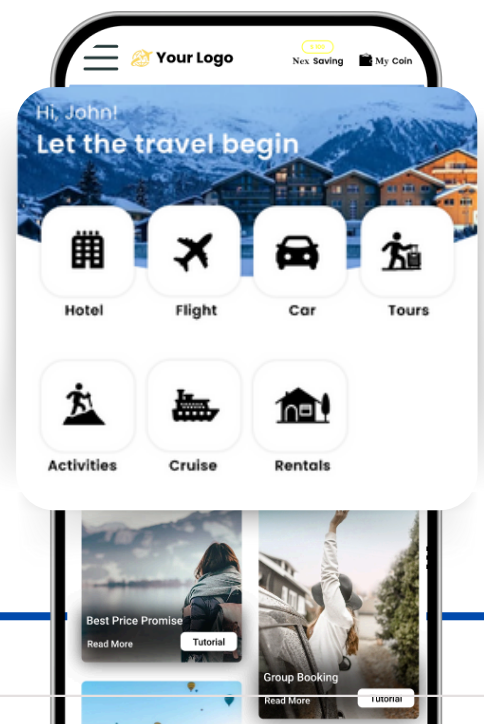 Your Logo
Nex Saving
My Coin
Hi, John!
Let the travel begin
Hotel
Flight
Car
Tours
Activities
Cruise
Rentals
Best Price Promise
Read More
Tutorial
Group Booking
Read More
Tutorial